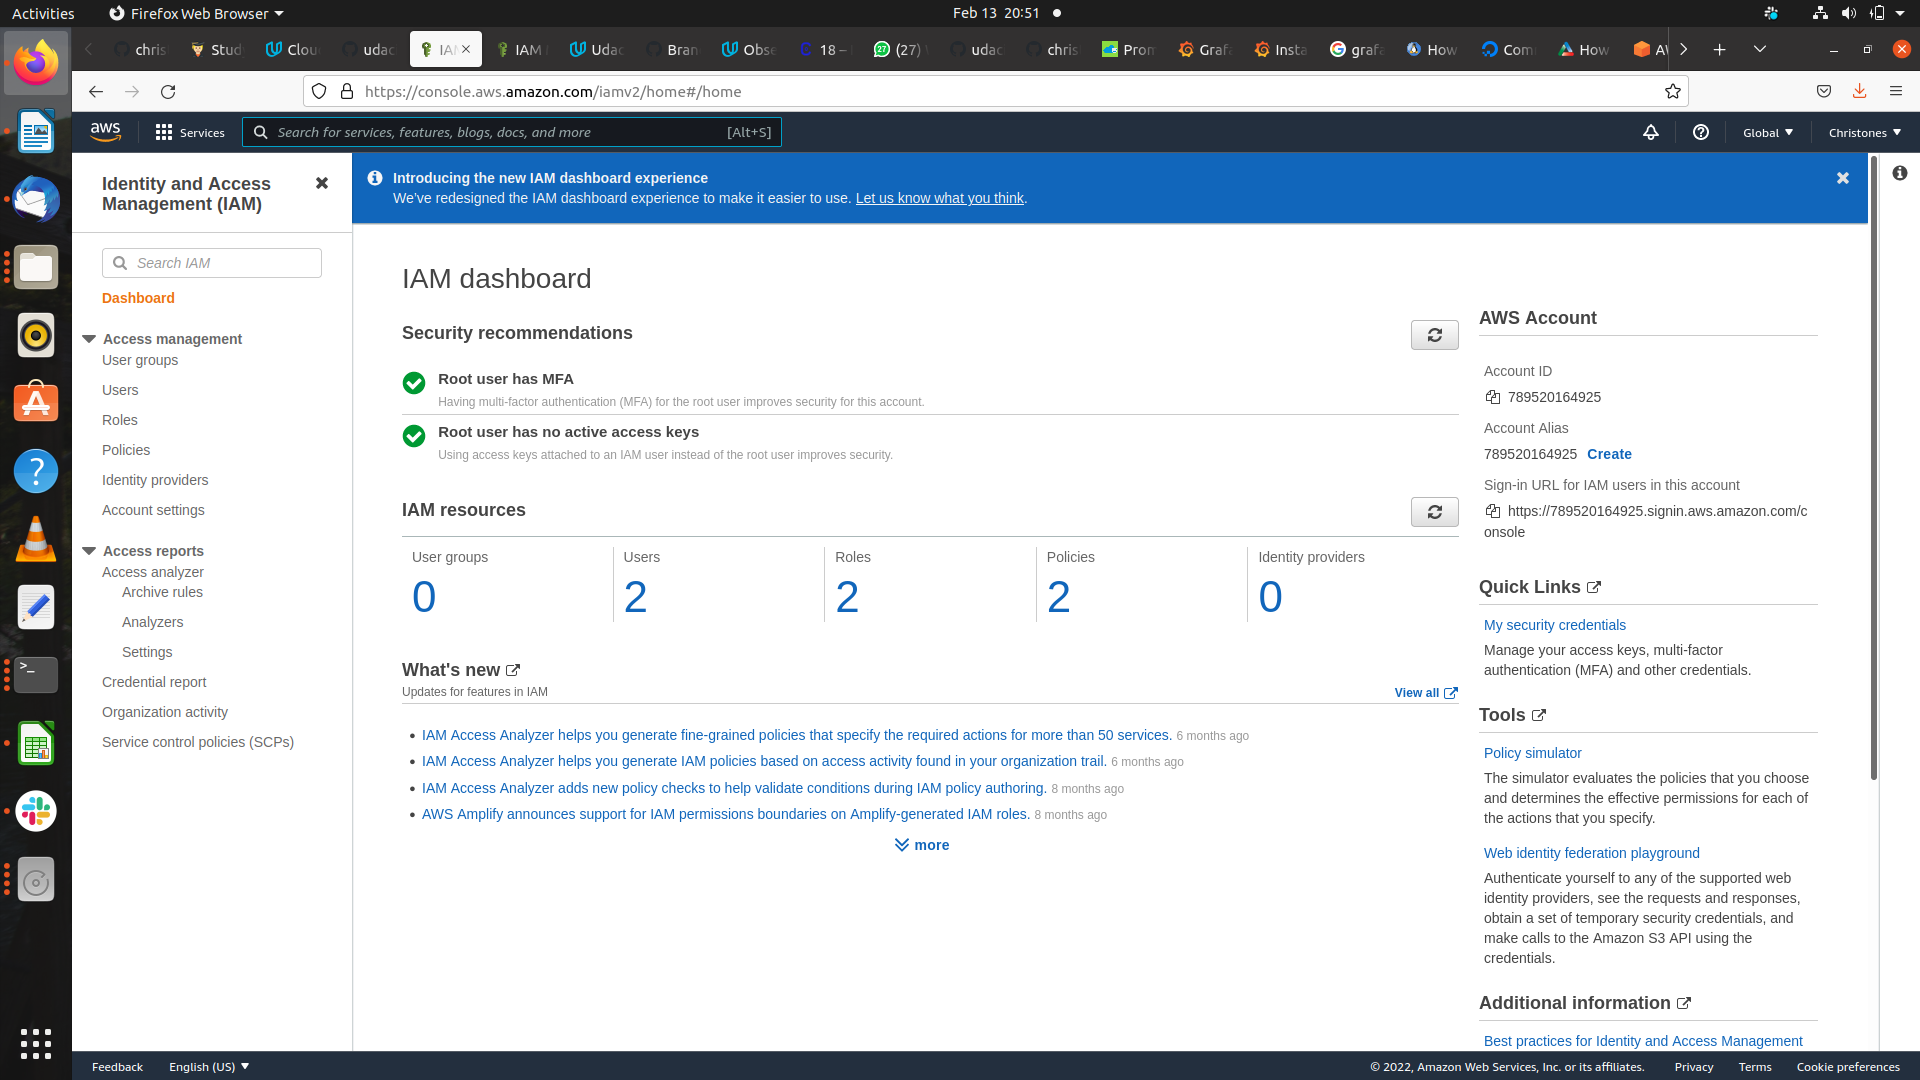 Activities
Firefox Web Browser
Feb 13 20:51
chris
Stud
Clou
udac
IA
IAM
Udac
Bran
Obse
18 –
(27)
udac
chris
Prom
Grafa
Insta
grafa
How
Com
How
https://console.aws.amazon.com/iamv2/home#/home
aws
Services
Search for services, features, blogs, docs, and more
[Alt+S]
Global
Christones
Identity and Access
Management (IAM)
Search IAM
Dashboard
Access management
User groups
Users
Roles
Policies
Identity providers
Account settings
Access reports
Access analyzer
Archive rules
Analyzers
Settings
Credential report
Organization activity
Service control policies (SCPs)
Introducing the new IAM dashboard experience
We've redesigned the IAM dashboard experience to make it easier to use. Let us know what you think.
IAM dashboard
Security recommendations
Root user has MFA
Having multi-factor authentication (MFA) for the root user improves security for this account.
Root user has no active access keys
Using access keys attached to an IAM user instead of the root user improves security.
IAM resources
User groups
0
Users
2
Roles
2
Policies
2
Identity providers
0
What's new
Updates for features in IAM
View all
IAM Access Analyzer helps you generate fine-grained policies that specify the required actions for more than 50 services. 6 months ago
IAM Access Analyzer helps you generate IAM policies based on access activity found in your organization trail. 6 months ago
IAM Access Analyzer adds new policy checks to help validate conditions during IAM policy authoring. 8 months ago
AWS Amplify announces support for IAM permissions boundaries on Amplify-generated IAM roles. 8 months ago
more
AWS Account
Account ID
789520164925
Account Alias
789520164925 Create
Sign-in URL for IAM users in this account
https://789520164925.signin.aws.amazon.com/c
onsole
Quick Links
My security credentials
Manage your access keys, multi-factor
authentication (MFA) and other credentials.
Tools
Policy simulator
The simulator evaluates the policies that you choose
and determines the effective permissions for each of
the actions that you specify.
Web identity federation playground
Authenticate yourself to any of the supported web
identity providers, see the requests and responses,
obtain a set of temporary security credentials, and
make calls to the Amazon S3 API using the
credentials.
Additional information
Best practices for Identity and Access Management
Feedback
English (US)
© 2022, Amazon Web Services, Inc. or its affiliates.
Privacy
Terms
Cookie preferences